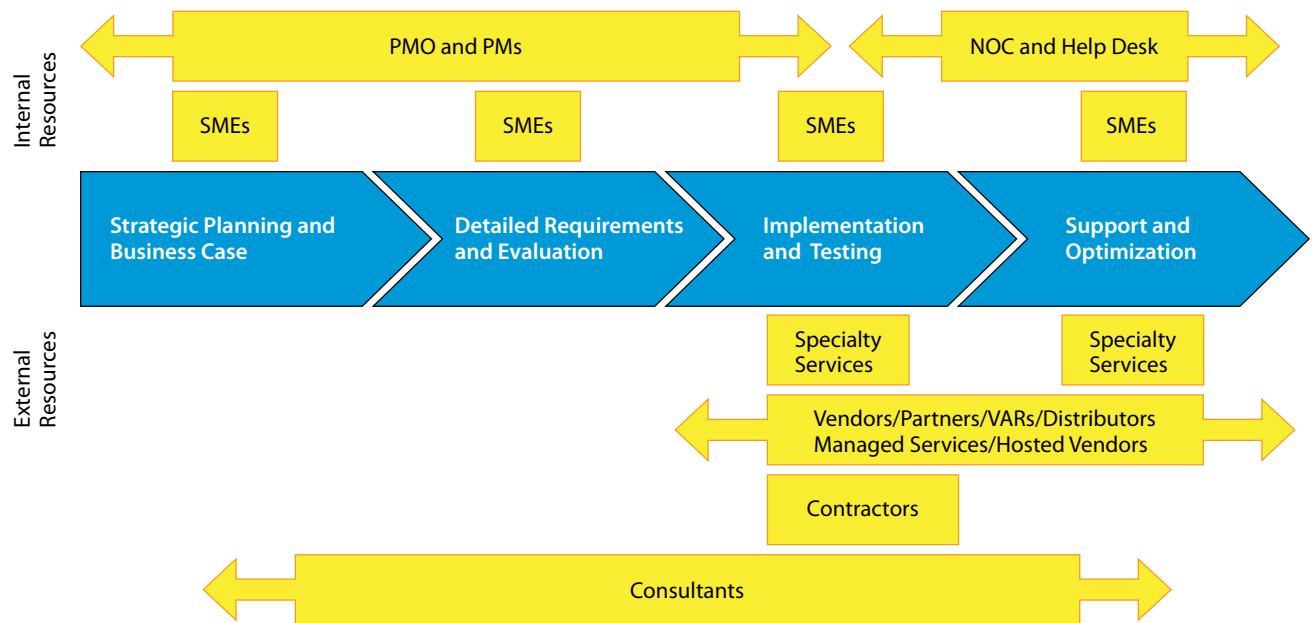 PMO and PMs
NOC and Help Desk
Internal
Resources
SMEs
SMEs
SMEs
SMEs
Strategic Planning and
Business Case
Detailed Requirements
and Evaluation
Implementation
and Testing
Support and
Optimization
External
Resources
Specialty
Services
Specialty
Services
Vendors/Partners/VARs/Distributors
Managed Services/Hosted Vendors
Contractors
Consultants